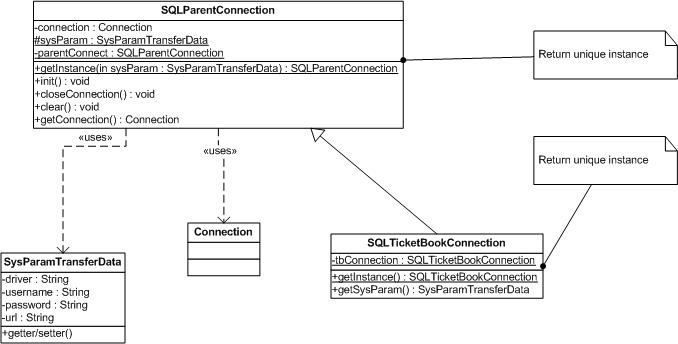 SQLParentConnection
-connection : Connection
#sysParam : SysParamTransferData
-parentConnect : SQLParentConnection
+getInstance(in sysParam : SysParamTransferData) : SQLParentConnection
+init() : void
+closeConnection() : void
+clear() : void
+getConnection() : Connection
Return unique instance
«uses»
«uses»
Return unique instance
Connection
SQLTicketBookConnection
-tbConnection : SQLTicketBookConnection
+getInstance() : SQLTicketBookConnection
+getSysParam() : SysParamTransferData
SysParamTransferData
-driver : String
-username : String
-password : String
-url : String
+getter/setter()